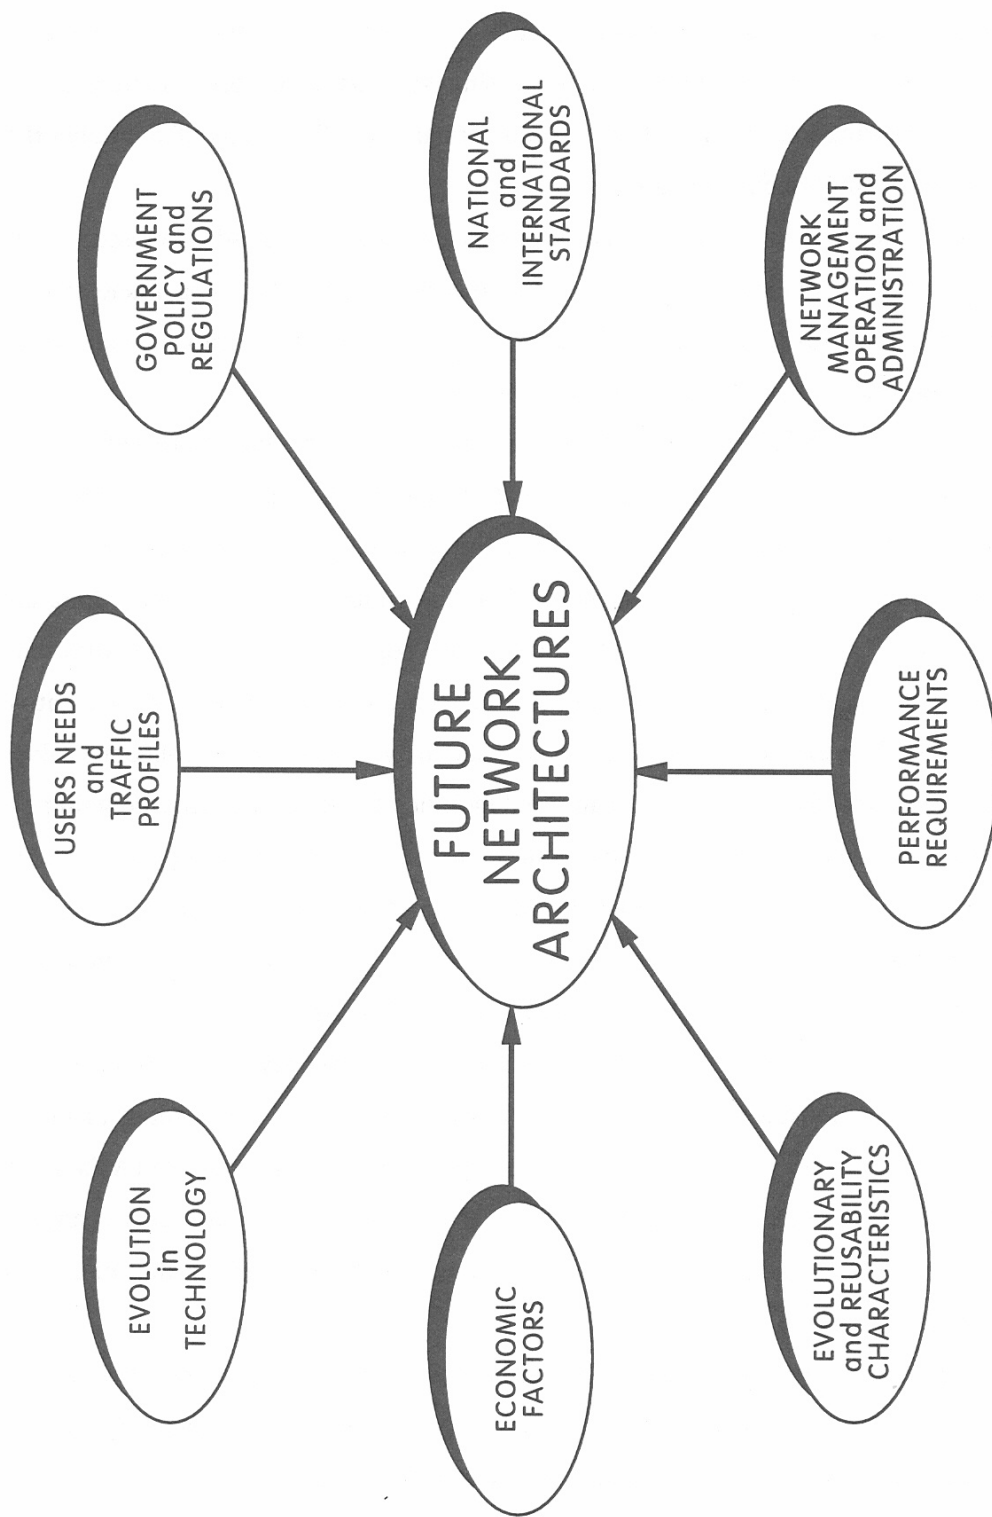 EVOLUTION
in
TECHNOLOGY
USERS NEEDS
and
TRAFFIC
PROFILES
GOVERNMENT
POLICY and
REGULATIONS
ECONOMIC
FACTORS
FUTURE
NETWORK
ARCHITECTURES
NATIONAL
and
INTERNATIONAL
STANDARDS
EVOLUTIONARY
and REUSABILITY
CHARACTERISTICS
PERFORMANCE
REQUIREMENTS
NETWORK
MANAGEMENT
OPERATION and
ADMINISTRATION